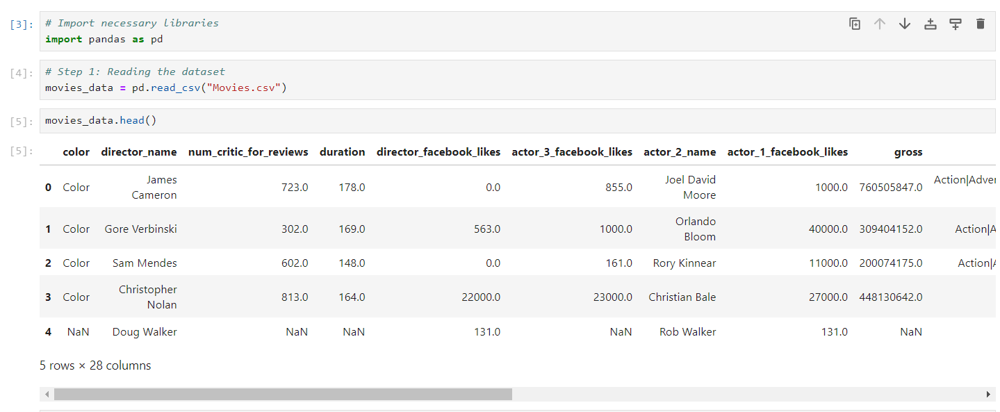 [3]: # Import necessary libraries
import pandas as pd
[4]: # Step 1: Reading the dataset
movies_data = pd.read_csv("Movies.csv")
[5]: movies_data.head()
[5]: color director_name num_critic_for_reviews duration director_facebook_likes actor_3_facebook_likes actor_2_name actor_1_facebook_likes gross
0 Color James Cameron 723.0 178.0 0.0 855.0 Joel David Moore 1000.0 760505847.0 Action|Adver
1 Color Gore Verbinski 302.0 169.0 563.0 1000.0 Orlando Bloom 40000.0 309404152.0 Action|A
2 Color Sam Mendes 602.0 148.0 0.0 161.0 Rory Kinnear 11000.0 200074175.0 Action|A
3 Color Christopher Nolan 813.0 164.0 22000.0 23000.0 Christian Bale 27000.0 448130642.0
4 NaN Doug Walker NaN NaN 131.0 NaN Rob Walker 131.0 NaN
5 rows × 28 columns